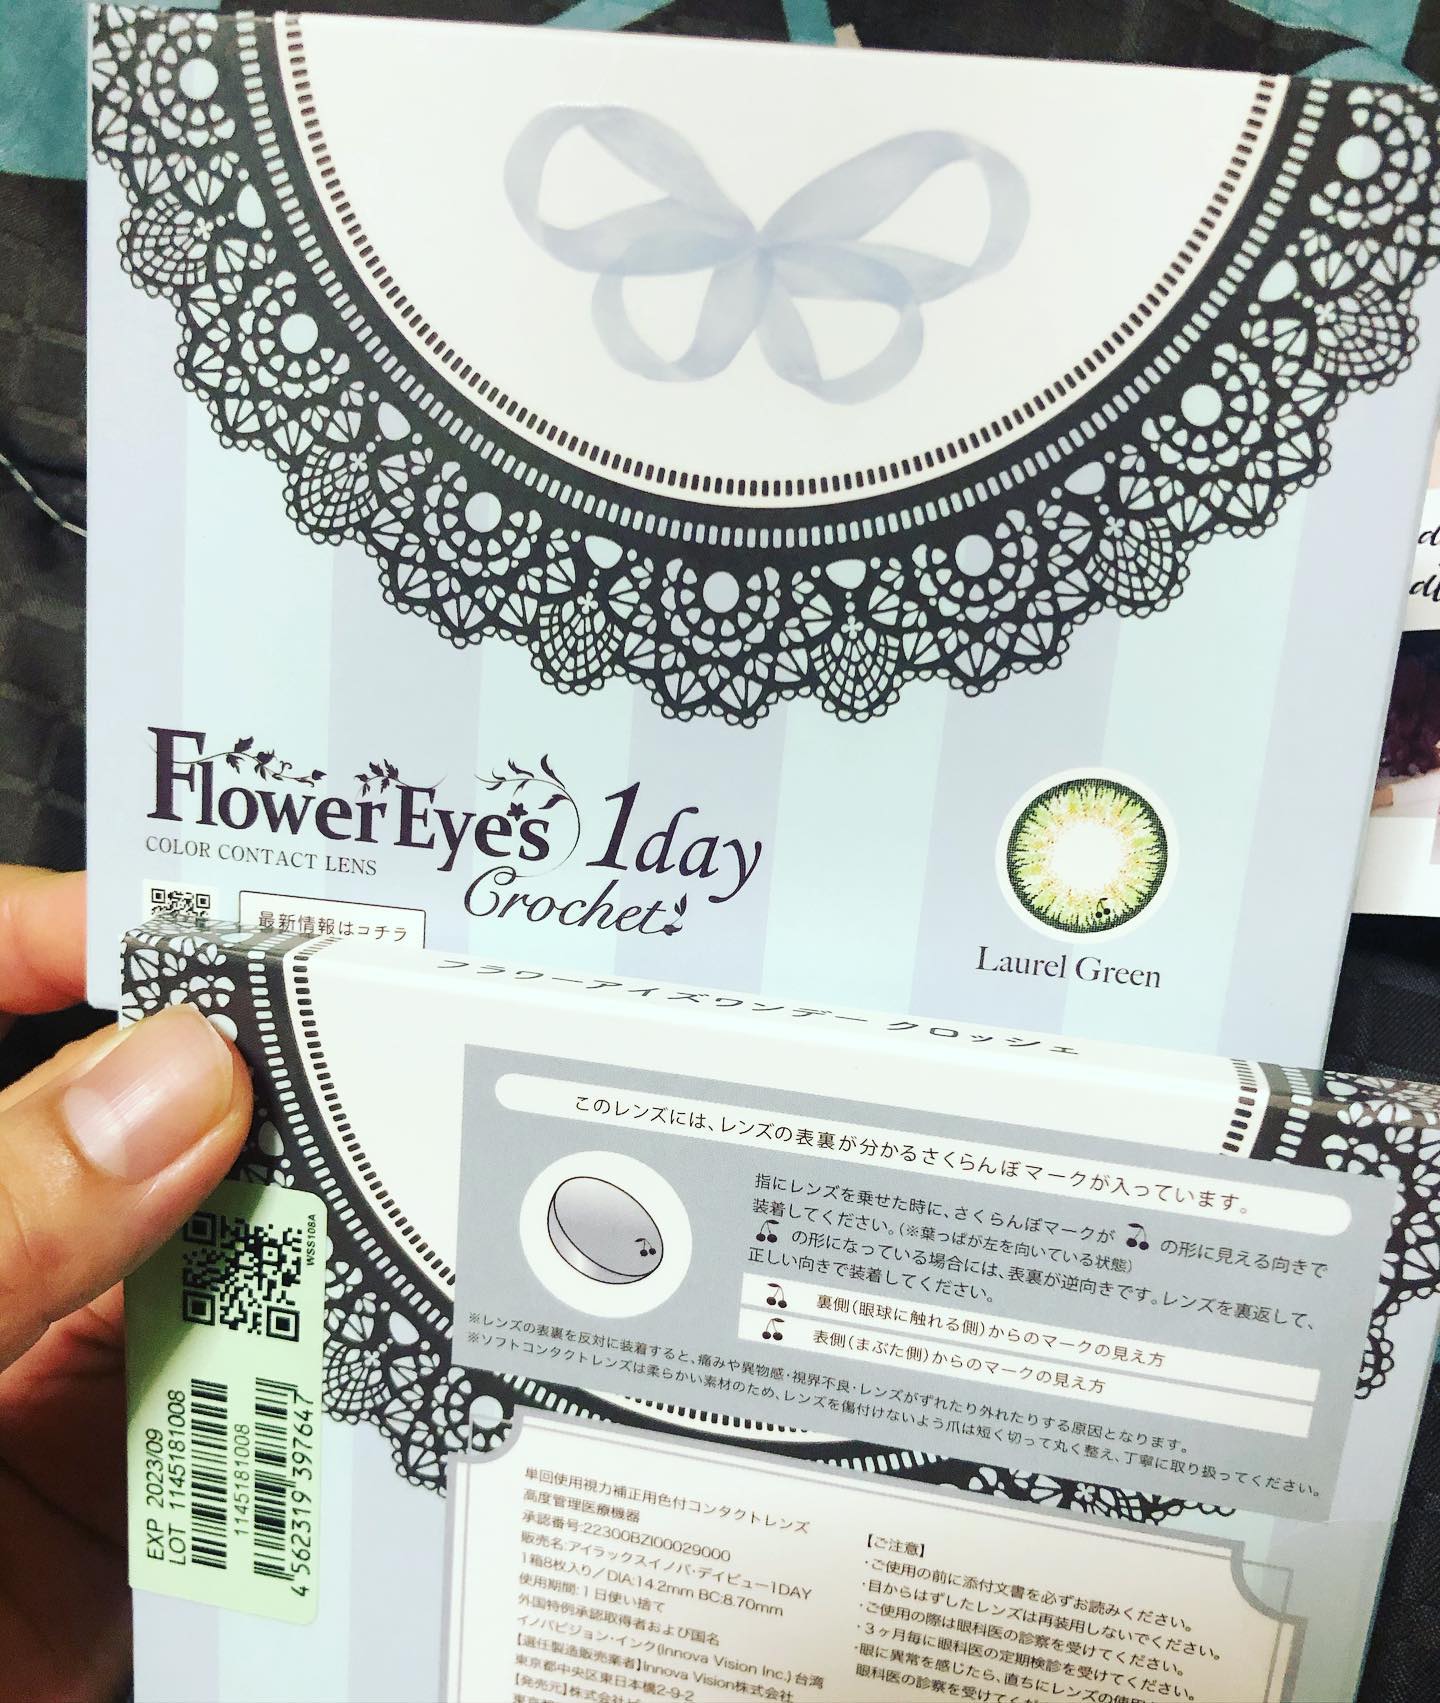 FlowerEyes 1day
COLOR CONTACT LENS
Crochet
最新情報はコチラ
Laurel Green
フラワーアイズワンデー クロッシェ
このレンズには、レンズの表裏が分かるさくらんぼマークが入っています。
指にレンズを乗せた時に、さくらんぼマークが の形に見える向きで
装着してください。(※葉っぱが左を向いている状態)
の形になっている場合には、表裏が逆向きです。レンズを裏返して、
正しい向きで装着してください。
裏側(眼球に触れる側)からのマークの見え方
表側(まぶた側)からのマークの見え方
※レンズの表裏を反対に装着すると、痛みや異物感・視界不良・レンズがずれたり外れたりする原因となります。
※ソフトコンタクトレンズは柔らかい素材のため、レンズを傷付けないよう爪は短く切って丸く整え、丁寧に取り扱ってください。
WSS108A
EXP 2023/09
LOT 1145181008
1145181008
4 562319 397647
単回使用視力補正用色付コンタクトレンズ
高度管理医療機器
承認番号:22300BZI00029000
販売名:アイラックスイノバ・デイビュー1DAY
1箱8枚入り/DIA:14.2mm BC:8.70mm
使用期間:1日使い捨て
外国特例承認取得者および国名
イノバビジョン・インク(Innova Vision Inc.) 台湾
【選任製造販売業者】Innova Vision株式会社
東京都中央区東日本橋2-9-2
【発売元】株式会社
東京都
【ご注意】
・ご使用の前に添付文書を必ずお読みください。
・目からはずしたレンズは再装用しないでください。
・ご使用の際は眼科医の診察を受けてください。
・3ヶ月毎に眼科医の定期検診を受けてください。
・眼に異常を感じたら、直ちにレンズの使用
眼科医の診察を受けてくだ